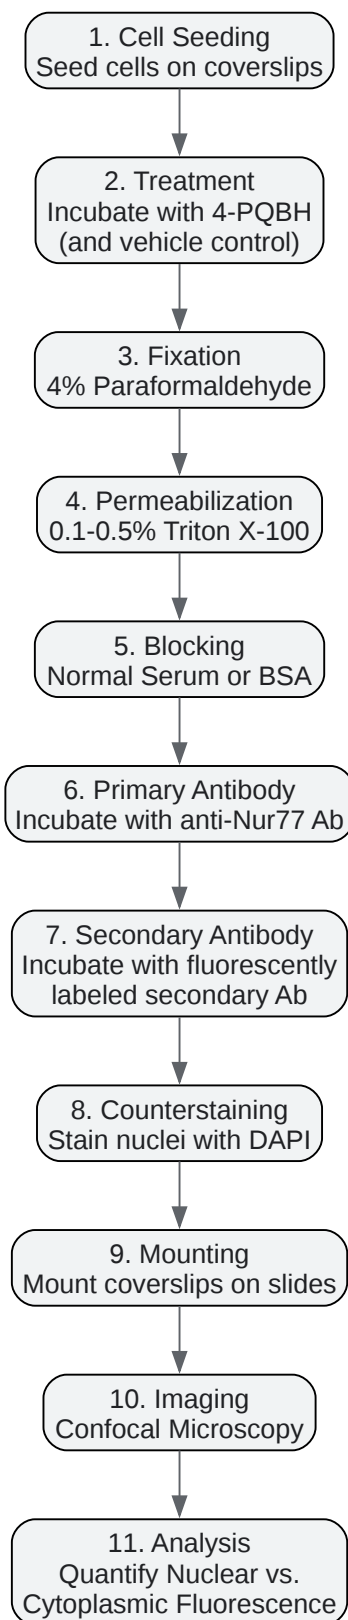 1. Cell Seeding
Seed cells on coverslips
2. Treatment
Incubate with 4-PQBH
(and vehicle control)
3. Fixation
4% Paraformaldehyde
4. Permeabilization
0.1-0.5% Triton X-100
5. Blocking
Normal Serum or BSA
6. Primary Antibody
Incubate with anti-Nur77 Ab
7. Secondary Antibody
Incubate with fluorescently
labeled secondary Ab
8. Counterstaining
Stain nuclei with DAPI
9. Mounting
Mount coverslips on slides
10. Imaging
Confocal Microscopy
11. Analysis
Quantify Nuclear vs.
Cytoplasmic Fluorescence